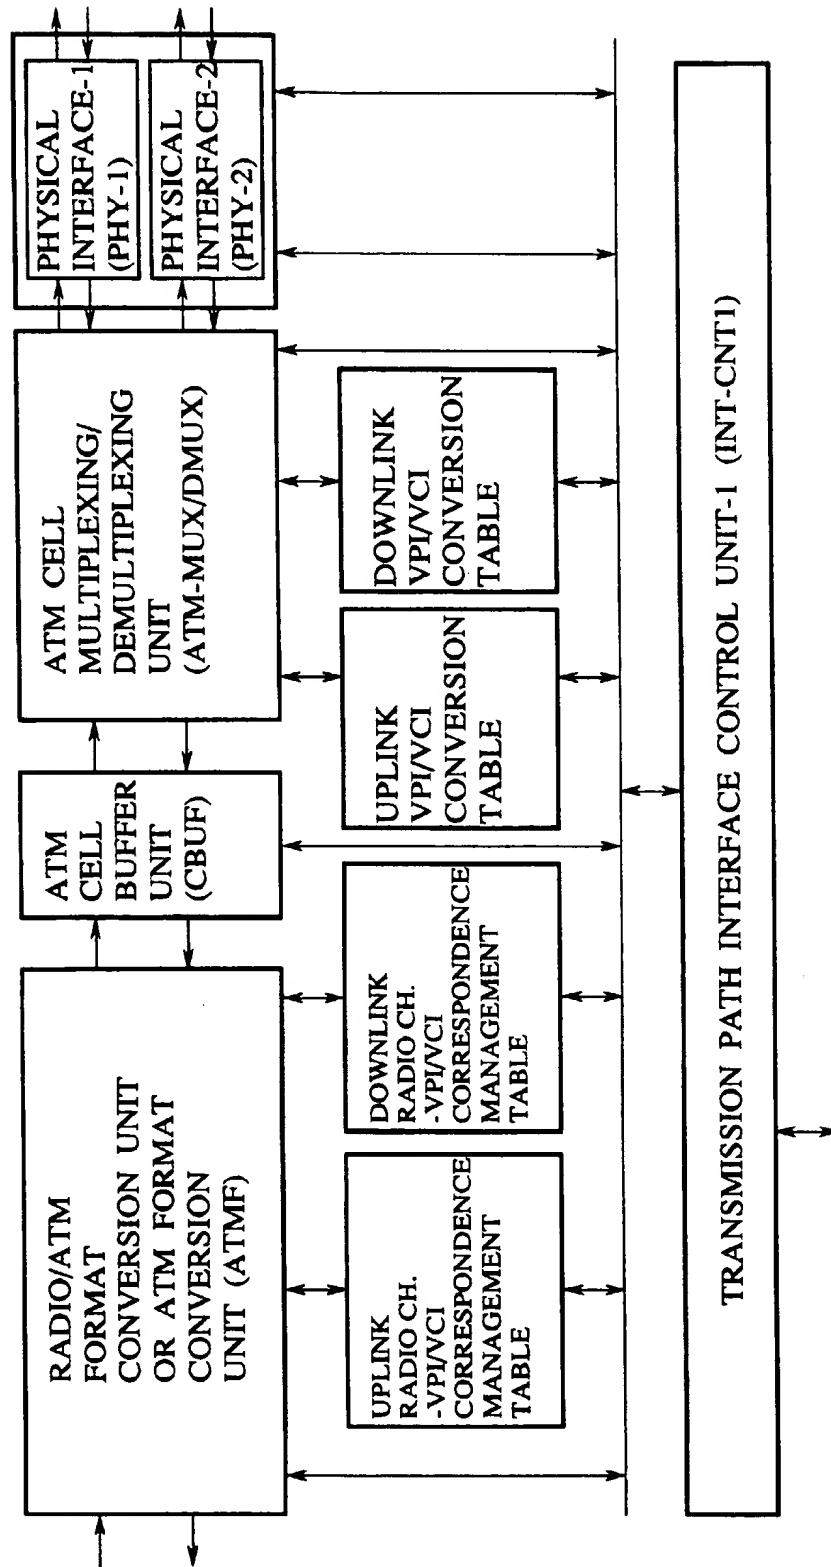 RADIO/ATM
FORMAT
CONVERSION UNIT
OR ATM FORMAT
CONVERSION
UNIT (ATMF)
ATM
CELL
BUFFER
UNIT
(CBUF)
ATM CELL
MULTIPLEXING/
DEMULTIPLEXING
UNIT
(ATM-MUX/DMUX)
PHYSICAL
INTERFACE-1
(PHY-1)
PHYSICAL
INTERFACE-2
(PHY-2)
UPLINK
RADIO CH.
-VPI/VCI
CORRESPONDENCE
MANAGEMENT
TABLE
DOWNLINK
RADIO CH.
-VPI/VCI
CORRESPONDENCE
MANAGEMENT
TABLE
UPLINK
VPI/VCI
CONVERSION
TABLE
DOWNLINK
VPI/VCI
CONVERSION
TABLE
TRANSMISSION PATH INTERFACE CONTROL UNIT-1 (INT-CNT1)